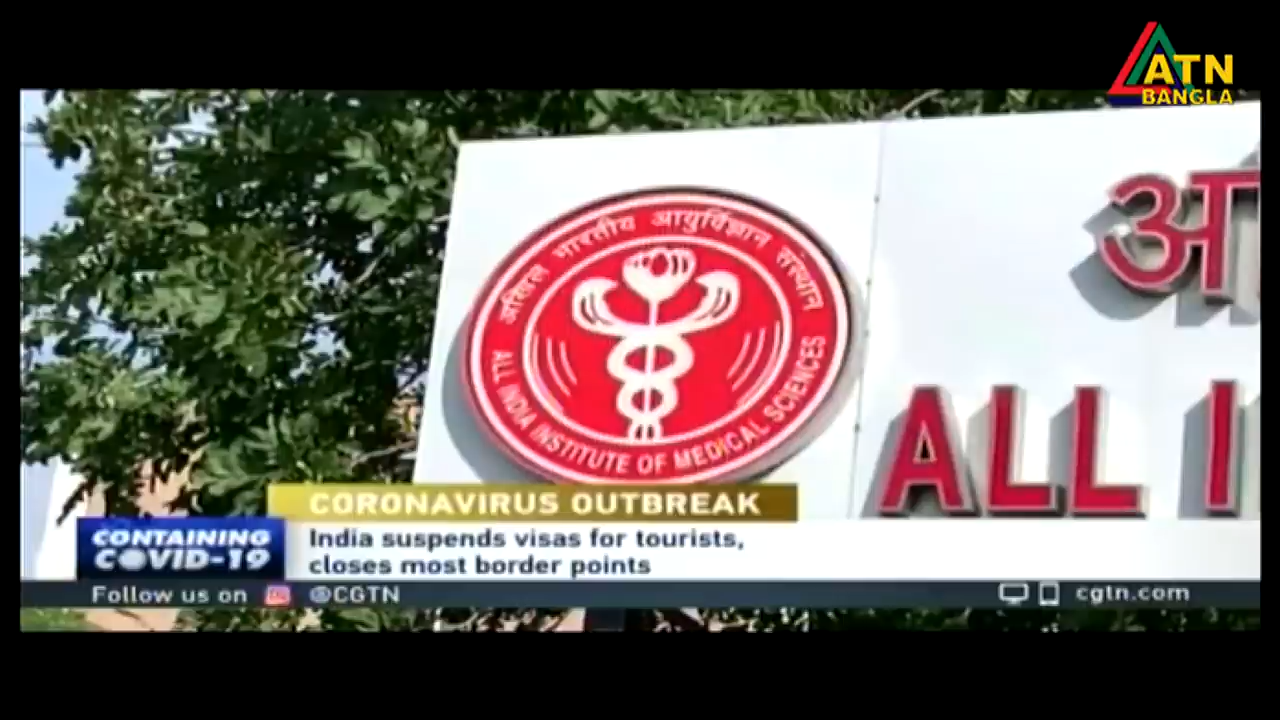 ATN
BANGLA
अखिल भारतीय आयुर्विज्ञान संस्थान
ALL INDIA INSTITUTE OF MEDICAL SCIENCES
ALL I
CORONAVIRUS OUTBREAK
CONTAINING
COVID-19
India suspends visas for tourists,
closes most border points
Follow us on @CGTN
cgtn.com